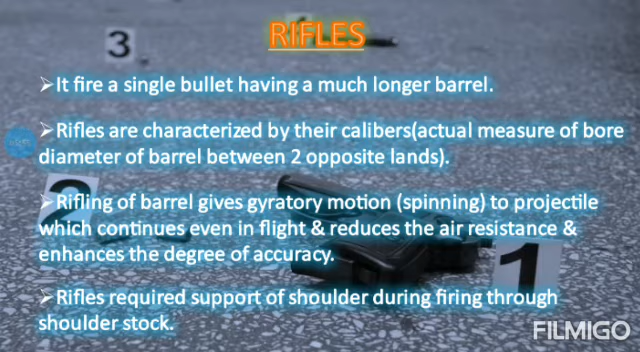 3
RIFLES
➢It fire a single bullet having a much longer barrel.
➢Rifles are characterized by their calibers(actual measure of bore
diameter of barrel between 2 opposite lands).
2
➢Rifling of barrel gives gyratory motion (spinning) to projectile
which continues even in flight & reduces the air resistance &
enhances the degree of accuracy.
1
➢Rifles required support of shoulder during firing through
shoulder stock.
FILMIGO